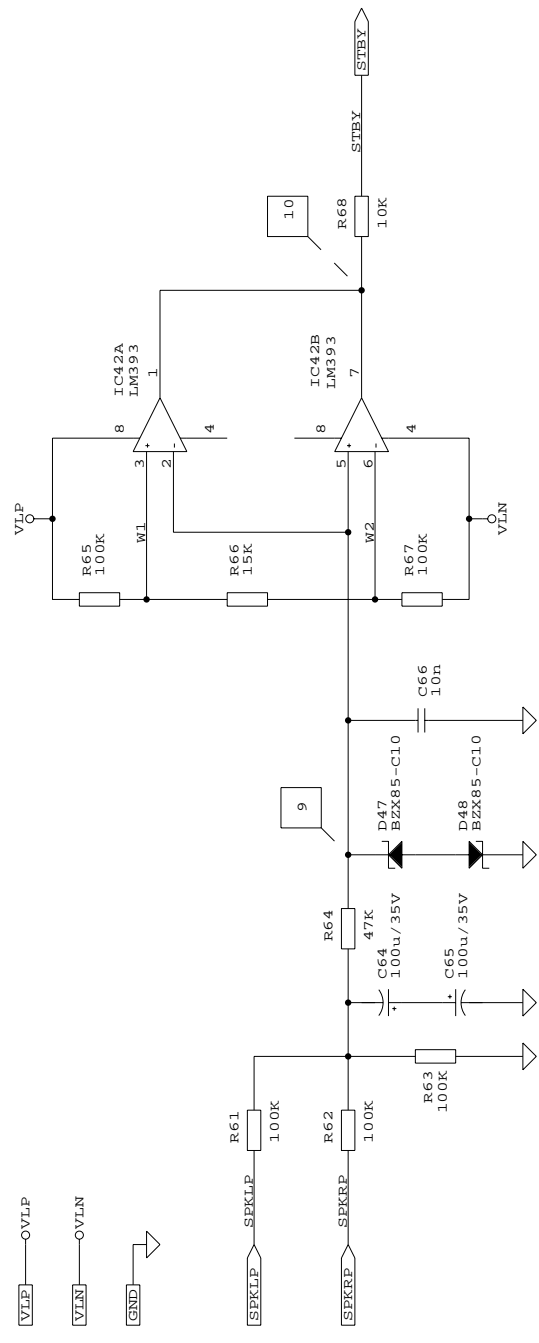 VLP
VLP
VLN
VLN
GND
SPKLP
SPKLP
R61
100K
SPKRP
SPKRP
R62
100K
R63
100K
C64
100u/35V
C65
100u/35V
R64
47K
9
D47
BZX85-C10
D48
BZX85-C10
C66
10n
VLP
R65
100K
W1
R66
15K
W2
R67
100K
VLN
8
3
+
2
-
4
IC42A
LM393
1
8
5
+
6
-
4
IC42B
LM393
7
10
R68
10K
STBY
STBY